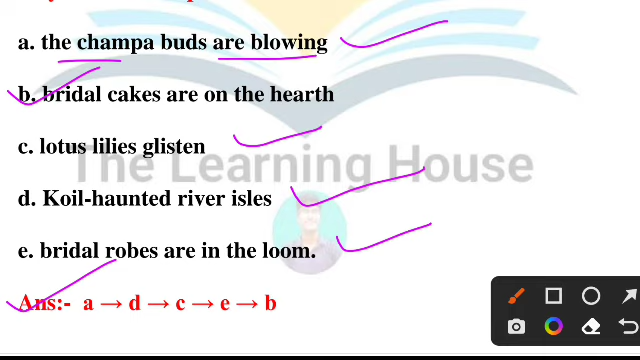 a. the champa buds are blowing
b. bridal cakes are on the hearth
c. lotus lilies glisten
The Learning House
d. Koil-haunted river isles
e. bridal robes are in the loom.
Ans:- a → d → c → e → b